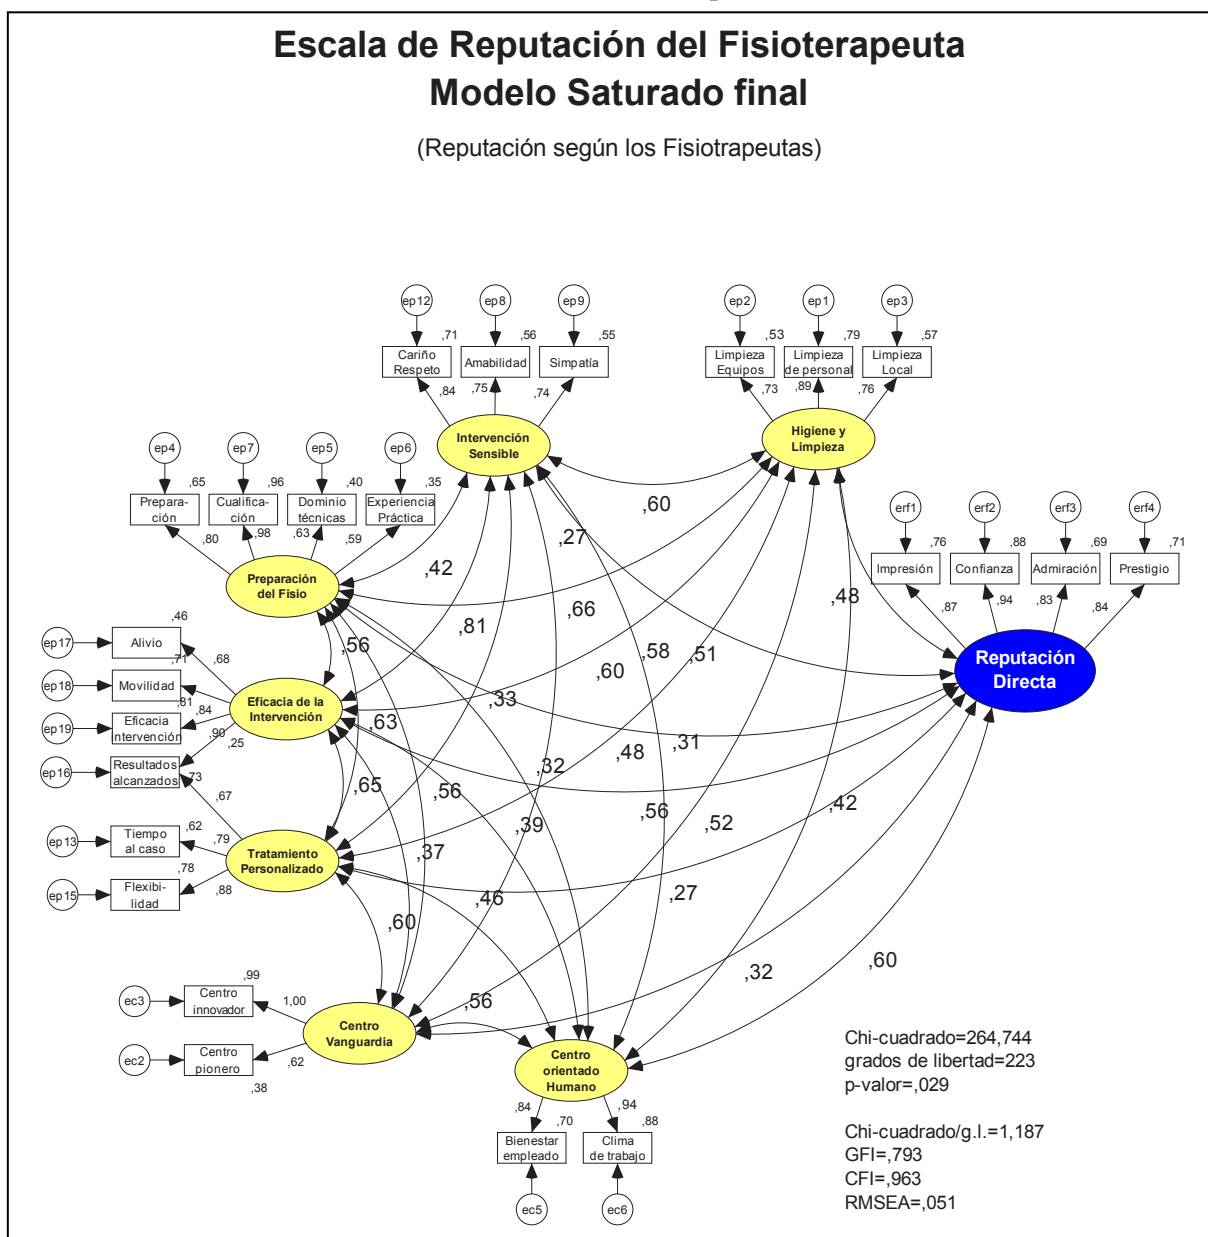 Escala de Reputación del Fisioterapeuta
Modelo Saturado final
(Reputación según los Fisiotrapeutas)
ep12
ep8
ep9
ep2
ep1
ep3
,71
,56
,55
,53
,79
,57
Cariño
Respeto
Amabilidad
Simpatía
Limpieza
Equipos
Limpieza
de personal
Limpieza
Local
,84
,75
,74
,73
,89
,76
Intervención
Sensible
Higiene y
Limpieza
ep4
ep7
ep5
ep6
,65
,96
,40
,35
Prepara-
ción
Cualifica-
ción
Dominio
técnicas
Experiencia
Práctica
,80
,98
,63
,59
Preparación
del Fisio
erf1
erf2
erf3
erf4
,76
,88
,69
,71
Impresión
Confianza
Admiración
Prestigio
,87
,94
,83
,84
Reputación
Directa
,60
,27
,42
,66
,48
,56
,81
,60
,58
,51
,63
,33
,31
,32
,48
,65
,56
,39
,56
,52
,42
,37
,46
,27
,60
,56
,32
,60
ep17
Alivio
,46
,68
ep18
Movilidad
,71
,84
ep19
Eficacia
intervención
,81
,90
,25
Eficacia de la
Intervención
ep16
Resultados
alcanzados
,73
,67
ep13
Tiempo
al caso
,62
,79
ep15
Flexibi-
lidad
,78
,88
Tratamiento
Personalizado
ec3
Centro
innovador
,99
1,00
ec2
Centro
pionero
,62
,38
Centro
Vanguardia
Centro
orientado
Humano
,84
,94
,70
,88
Bienestar
empleado
Clima
de trabajo
ec5
ec6
Chi-cuadrado=264,744
grados de libertad=223
p-valor=,029
Chi-cuadrado/g.l.=1,187
GFI=,793
CFI=,963
RMSEA=,051